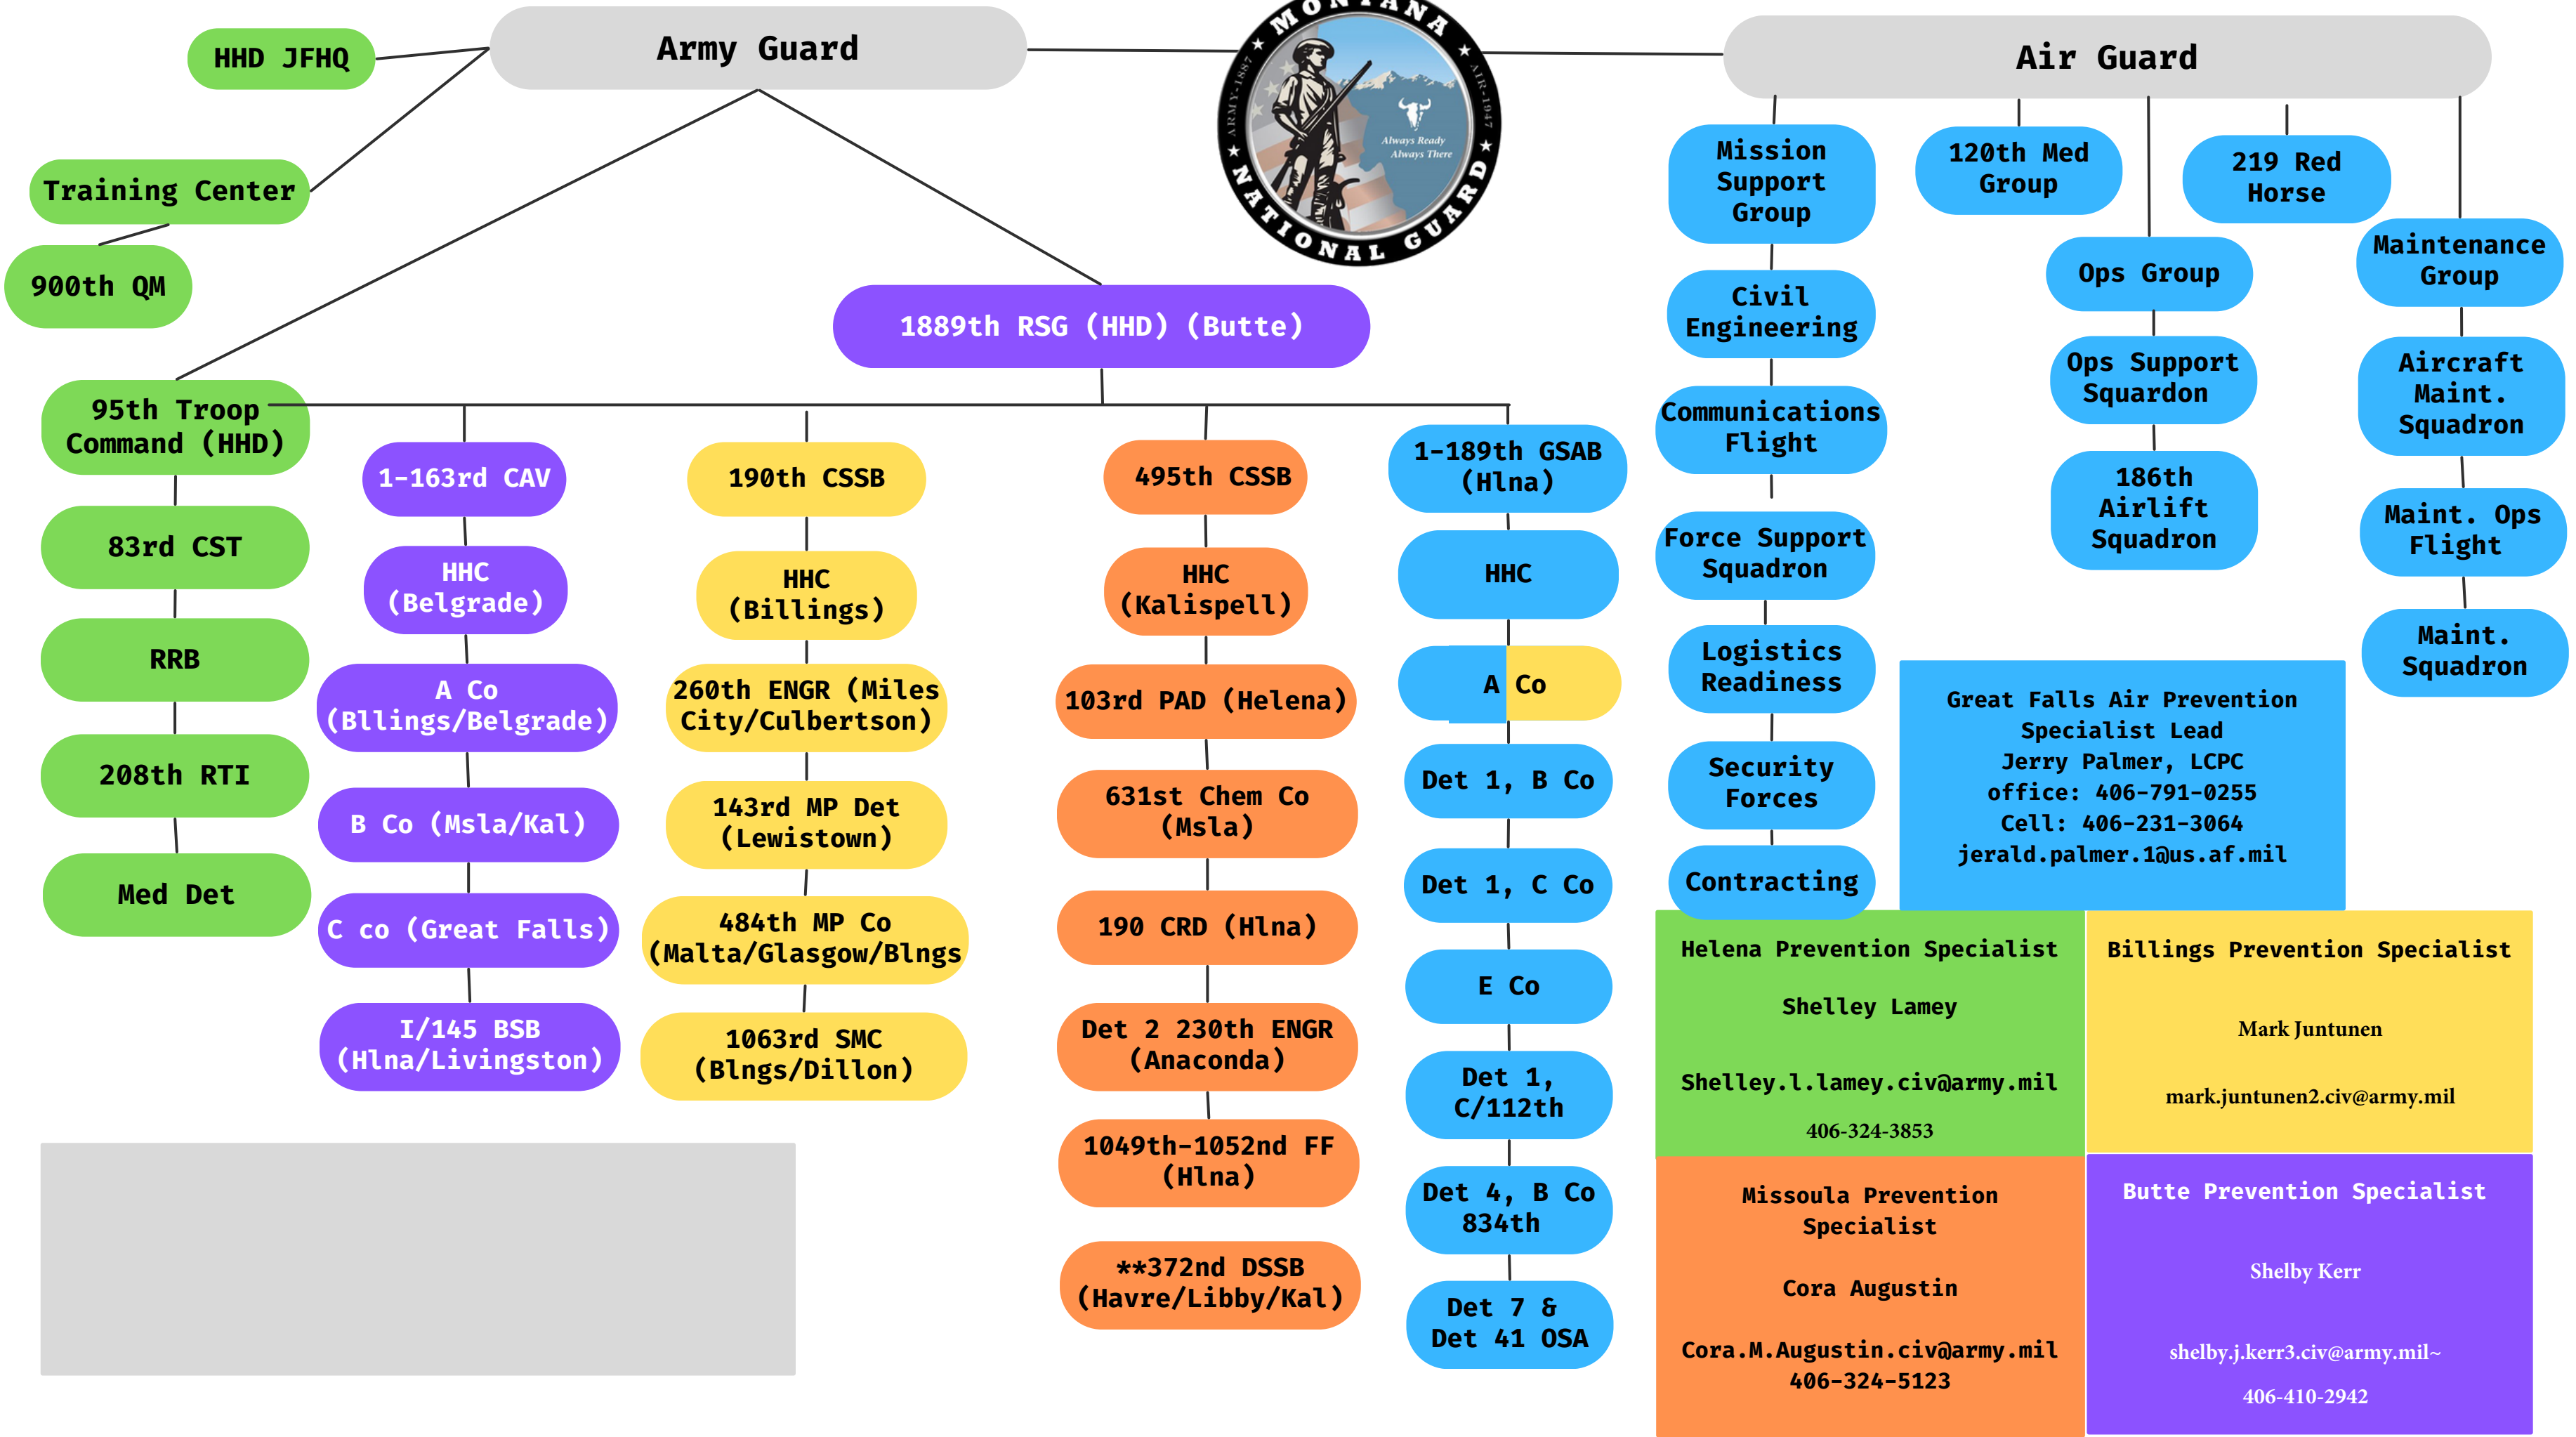 HHD JFHQ
Army Guard
MONTANA
NATIONAL GUARD
ARMY-1887
AIR-1947
Always Ready
Always There
Air Guard
Training Center
900th QM
1889th RSG (HHD) (Butte)
95th Troop
Command (HHD)
83rd CST
RRB
208th RTI
Med Det
1-163rd CAV
HHC
(Belgrade)
A Co
(Bllings/Belgrade)
B Co (Msla/Kal)
C co (Great Falls)
I/145 BSB
(Hlna/Livingston)
190th CSSB
HHC
(Billings)
260th ENGR (Miles
City/Culbertson)
143rd MP Det
(Lewistown)
484th MP Co
(Malta/Glasgow/Blngs
1063rd SMC
(Blngs/Dillon)
495th CSSB
HHC
(Kalispell)
103rd PAD (Helena)
631st Chem Co
(Msla)
190 CRD (Hlna)
Det 2 230th ENGR
(Anaconda)
1049th-1052nd FF
(Hlna)
**372nd DSSB
(Havre/Libby/Kal)
1-189th GSAB
(Hlna)
HHC
A Co
Det 1, B Co
Det 1, C Co
E Co
Det 1,
C/112th
Det 4, B Co
834th
Det 7 &
Det 41 OSA
Mission
Support
Group
Civil
Engineering
Communications
Flight
Force Support
Squadron
Logistics
Readiness
Security
Forces
Contracting
120th Med
Group
Ops Group
Ops Support
Squardon
186th
Airlift
Squadron
219 Red
Horse
Maintenance
Group
Aircraft
Maint.
Squadron
Maint. Ops
Flight
Maint.
Squadron
Great Falls Air Prevention
Specialist Lead
Jerry Palmer, LCPC
office: 406-791-0255
Cell: 406-231-3064
jerald.palmer.1@us.af.mil
Helena Prevention Specialist
Shelley Lamey
Shelley.l.lamey.civ@army.mil
406-324-3853
Billings Prevention Specialist
Mark Juntunen
mark.juntunen2.civ@army.mil
Missoula Prevention
Specialist
Cora Augustin
Cora.M.Augustin.civ@army.mil
406-324-5123
Butte Prevention Specialist
Shelby Kerr
shelby.j.kerr3.civ@army.mil~
406-410-2942